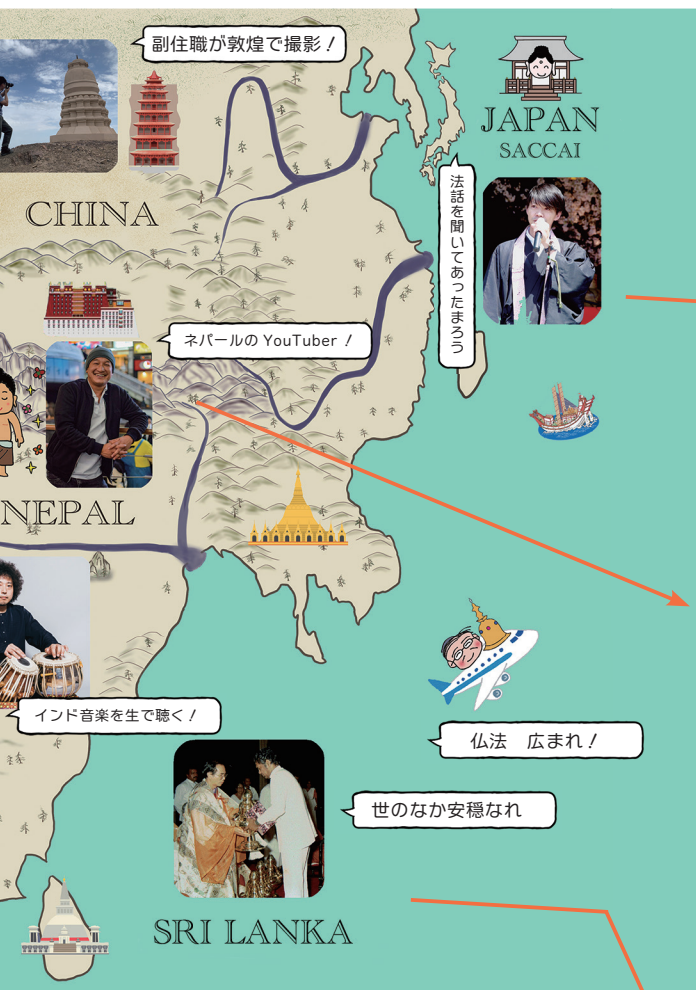 副住職が敦煌で撮影！
JAPAN
SACCAI
法話を聞いてあったまろう
CHINA
ネパールの YouTuber ！
NEPAL
インド音楽を生で聴く！
仏法　広まれ！
世のなか安穏なれ
SRI LANKA